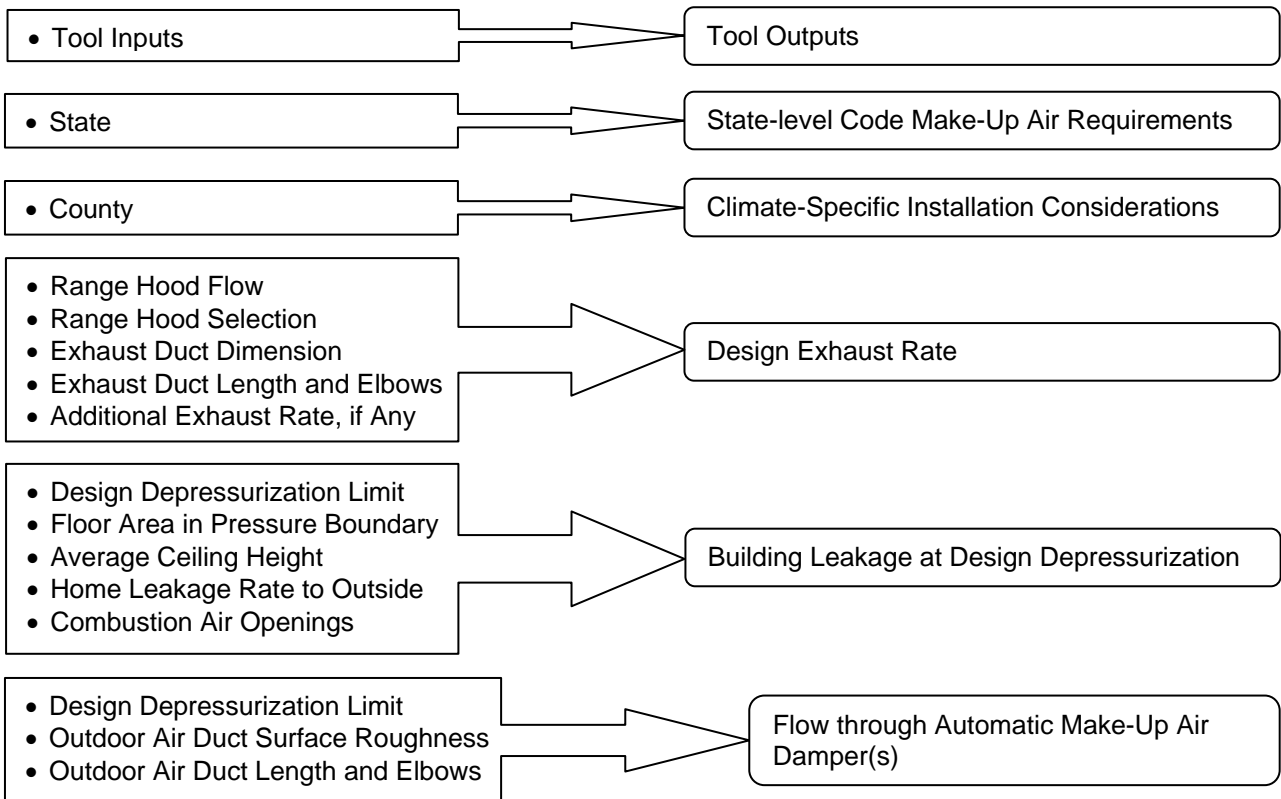 • Tool Inputs
Tool Outputs
• State
State-level Code Make-Up Air Requirements
• County
Climate-Specific Installation Considerations
• Range Hood Flow
• Range Hood Selection
• Exhaust Duct Dimension
• Exhaust Duct Length and Elbows
• Additional Exhaust Rate, if Any
Design Exhaust Rate
• Design Depressurization Limit
• Floor Area in Pressure Boundary
• Average Ceiling Height
• Home Leakage Rate to Outside
• Combustion Air Openings
Building Leakage at Design Depressurization
• Design Depressurization Limit
• Outdoor Air Duct Surface Roughness
• Outdoor Air Duct Length and Elbows
Flow through Automatic Make-Up Air
Damper(s)